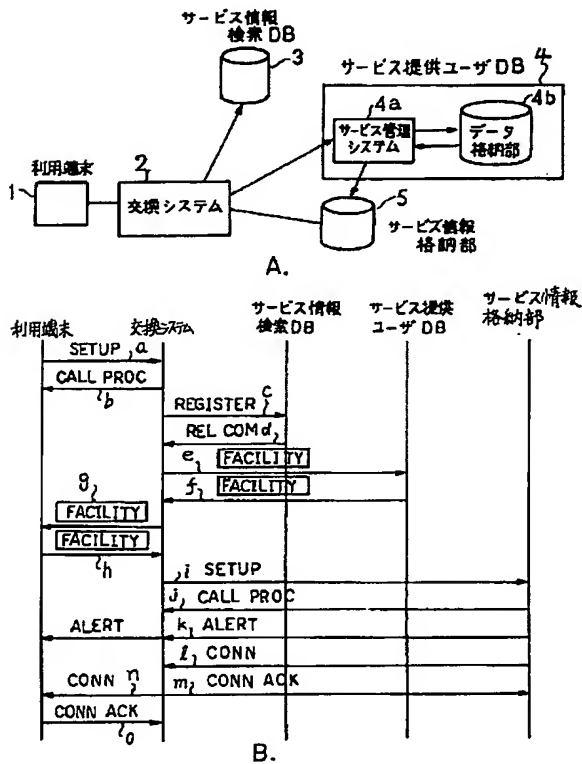 サービス情報
検索DB
3
サービス提供ユーザDB
4
4a
4b
サービス管理
システム
データ
格納部
利用端末
1
2
交換システム
5
サービス情報
格納部
A.
利用端末
交換システム
サービス情報
検索DB
サービス提供
ユーザDB
サービス情報
格納部
SETUP a
CALL PROC
b
REGISTER c
REL COM d
e FACILITY
f FACILITY
g
FACILITY
FACILITY
h
i SETUP
j CALL PROC
ALERT
k ALERT
l CONN
CONN n
m CONN ACK
CONN ACK
o
B.